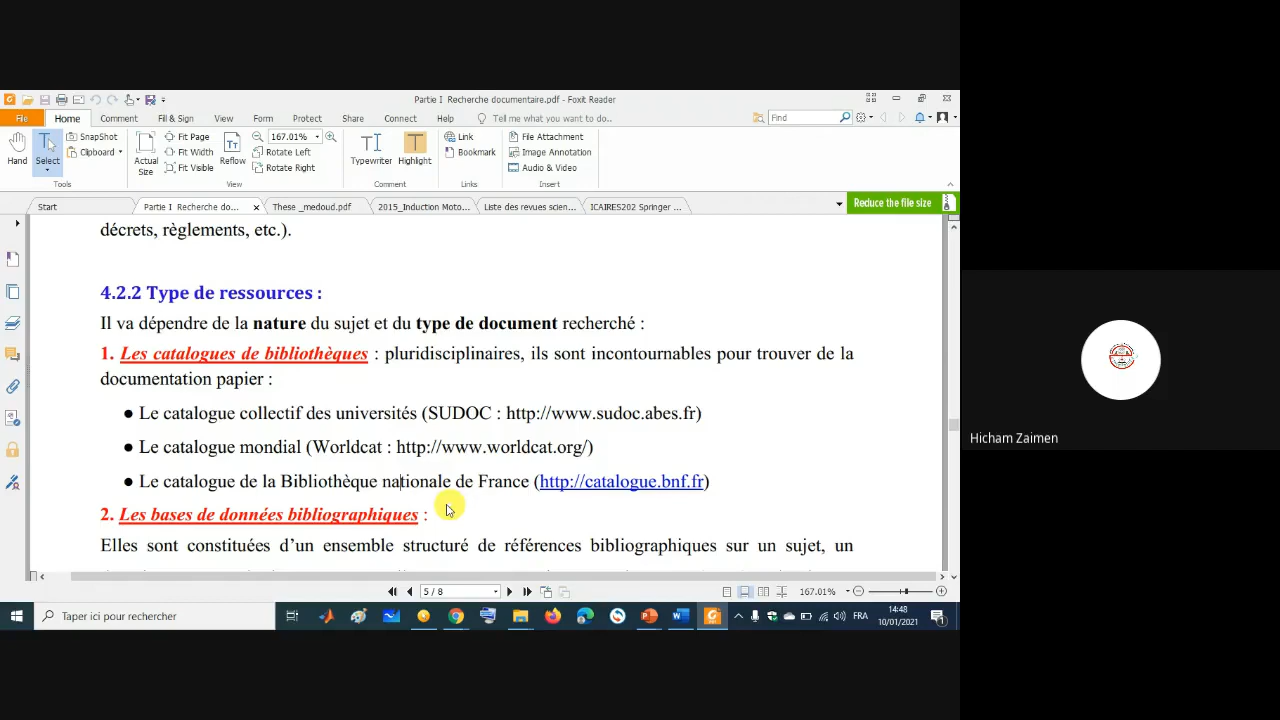 Partie I Recherche documentaire.pdf - Foxit Reader
File Home Comment Fill & Sign View Form Protect Share Connect Help Tell me what you want to do.. Find
Hand
Select
SnapShot
Clipboard
Actual Size
Fit Page
Fit Width
Fit Visible
Reflow
167.01%
Rotate Left
Rotate Right
Typewriter
Highlight
Link
Bookmark
File Attachment
Image Annotation
Audio & Video
Tools View Comment Links Insert
Start Partie I Recherche do... These _medoud.pdf 2015_Induction Moto... Liste des revues scien... ICAIRES202 Springer ... Reduce the file size
décrets, règlements, etc.).
4.2.2 Type de ressources :
Il va dépendre de la nature du sujet et du type de document recherché :
1. Les catalogues de bibliothèques : pluridisciplinaires, ils sont incontournables pour trouver de la
documentation papier :
● Le catalogue collectif des universités (SUDOC : http://www.sudoc.abes.fr)
● Le catalogue mondial (Worldcat : http://www.worldcat.org/)
● Le catalogue de la Bibliothèque nationale de France (http://catalogue.bnf.fr)
2. Les bases de données bibliographiques :
Elles sont constituées d’un ensemble structuré de références bibliographiques sur un sujet, un
5 / 8 167.01%
Taper ici pour rechercher
FRA
14:48
10/01/2021
Hicham Zaimen